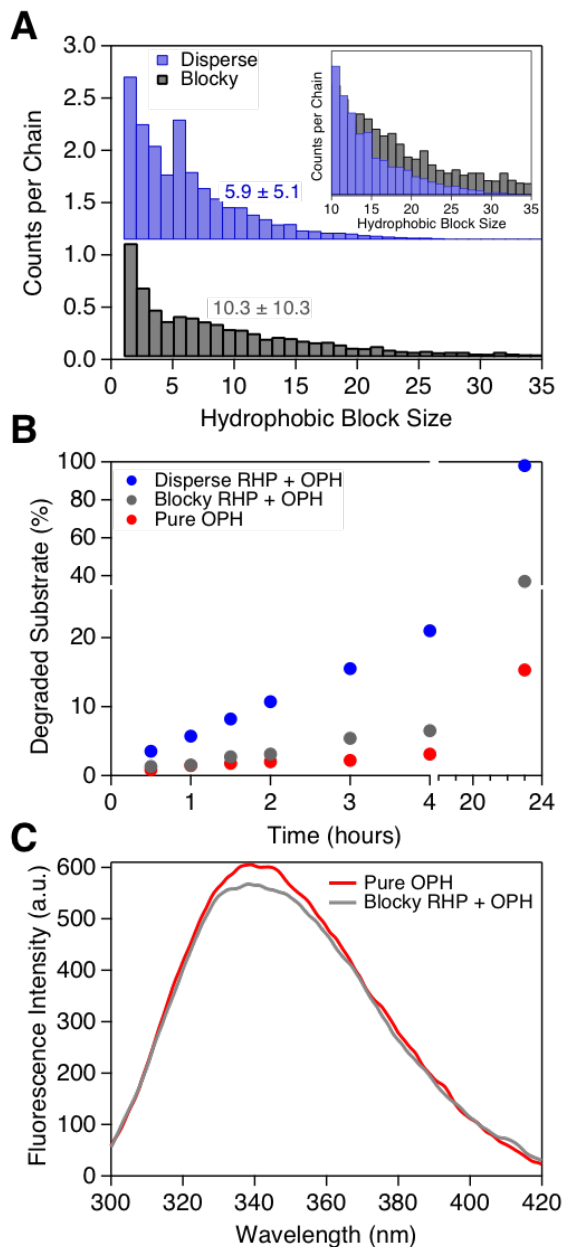 A
3.0
2.5
2.0
1.5
1.0
0.5
0.0
Counts per Chain
Disperse
Blocky
5.9 ± 5.1
10.3 ± 10.3
Counts per Chain
10 15 20 25 30 35
Hydrophobic Block Size
5 10 15 20 25 30 35
Hydrophobic Block Size
B
100
80
60
40
20
10
0
Degraded Substrate (%)
Disperse RHP + OPH
Blocky RHP + OPH
Pure OPH
0 1 2 3 4 20 24
Time (hours)
C
600
500
400
300
200
100
0
Fluorescence Intensity (a.u.)
Pure OPH
Blocky RHP + OPH
300 320 340 360 380 400 420
Wavelength (nm)